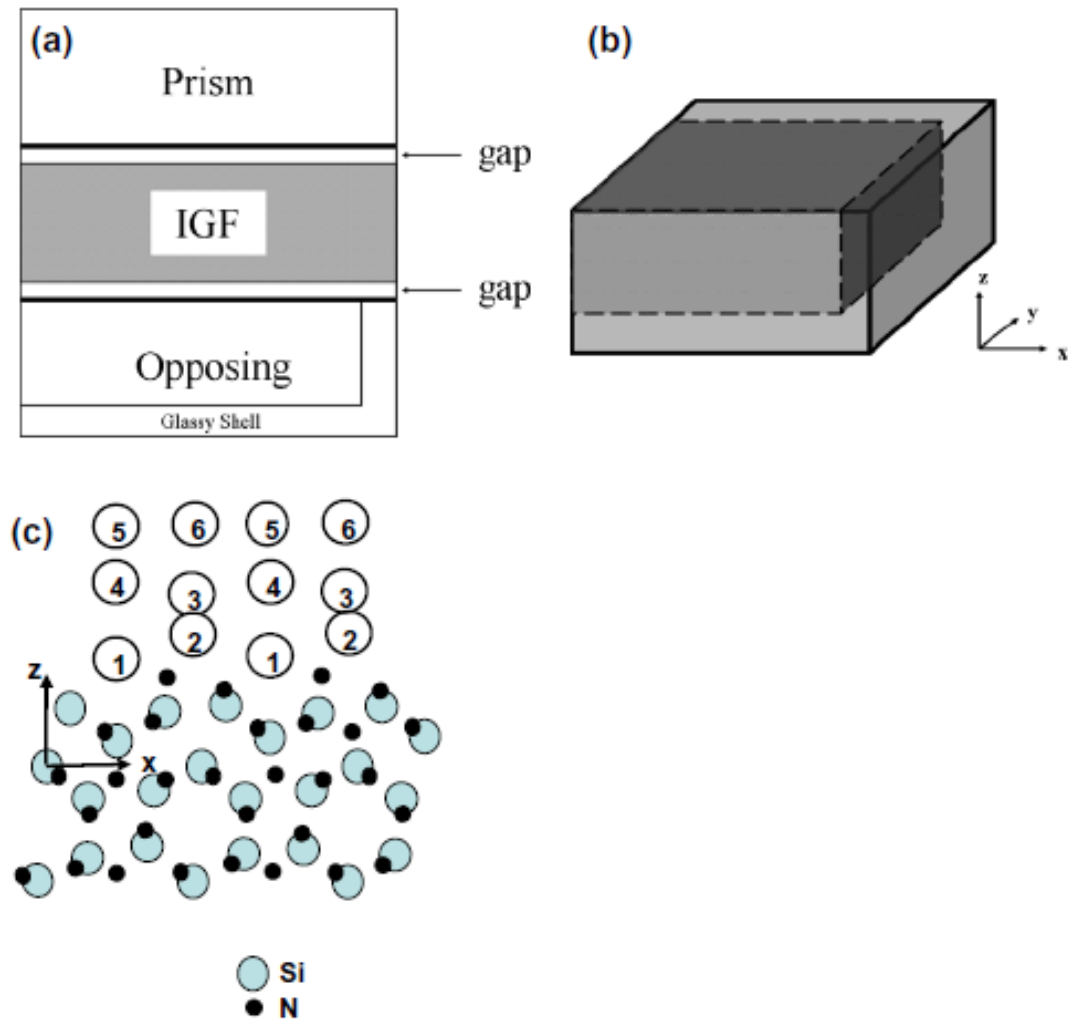 (a)
Prism
gap
IGF
gap
Opposing
Glassy Shell
(b)
z
y
x
(c)
5 6 5 6
4 3 4 3
2 2
1 1
z
x
Si
N